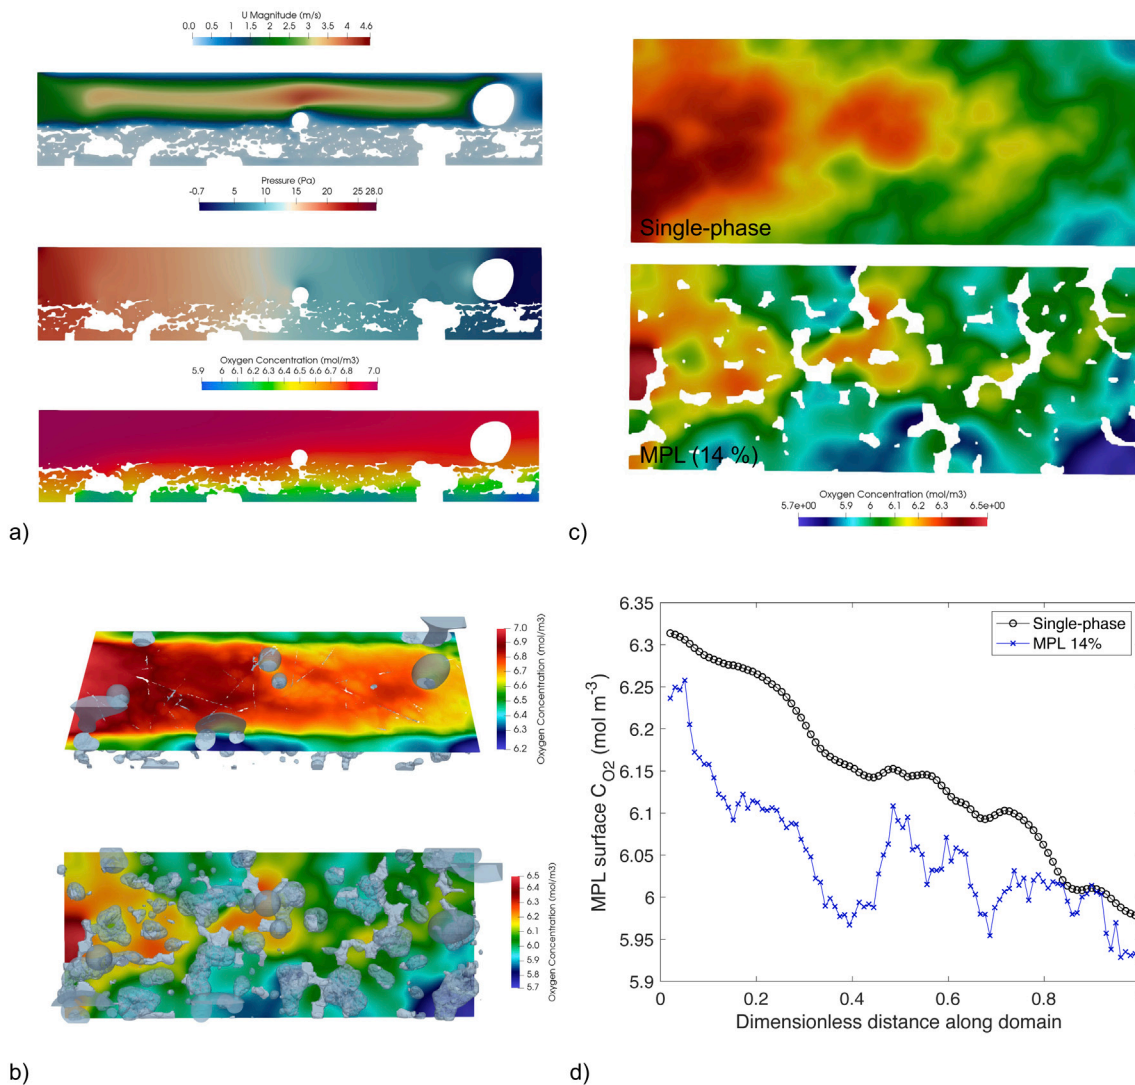 U Magnitude (m/s)
0.0 0.5 1 1.5 2 2.5 3 3.5 4 4.6
Pressure (Pa)
-0.7 5 10 15 20 25 28.0
Oxygen Concentration (mol/m3)
5.9 6 6.1 6.2 6.3 6.4 6.5 6.6 6.7 6.8 7.0
a)
Single-phase
MPL (14 %)
Oxygen Concentration (mol/m3)
5.7e+00 5.9 6 6.1 6.2 6.3 6.5e+00
c)
7.0
6.9
6.8
6.7
6.6
6.5
6.4
6.3
6.2
Oxygen Concentration (mol/m3)
6.5
6.4
6.3
6.2
6.1
6.0
5.9
5.8
5.7
Oxygen Concentration (mol/m3)
b)
6.35
6.3
6.25
6.2
6.15
6.1
6.05
6
5.95
5.9
MPL surface C_O2 (mol m⁻³)
Single-phase
MPL 14%
0 0.2 0.4 0.6 0.8
Dimensionless distance along domain
d)